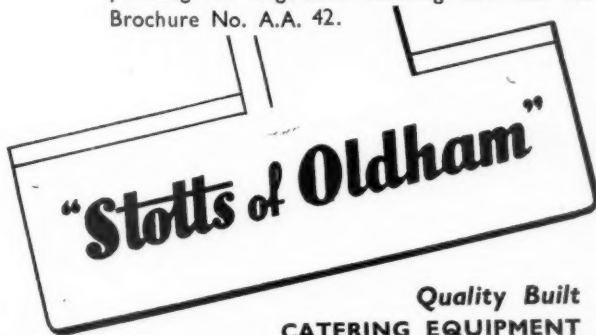 Brochure No. A.A. 42.
"Stotts of Oldham"
Quality Built
CATERING EQUIPMENT